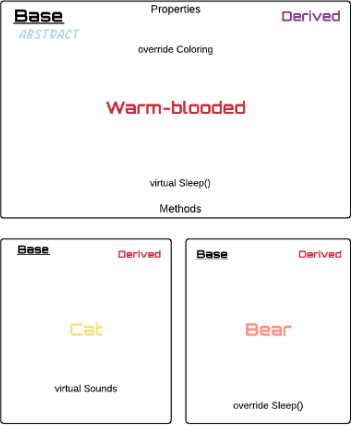 Base
Properties
Derived
ABSTRACT
override Coloring
Warm-blooded
virtual Sleep()
Methods
Base
Derived
Cat
virtual Sounds
Base
Derived
Bear
override Sleep()